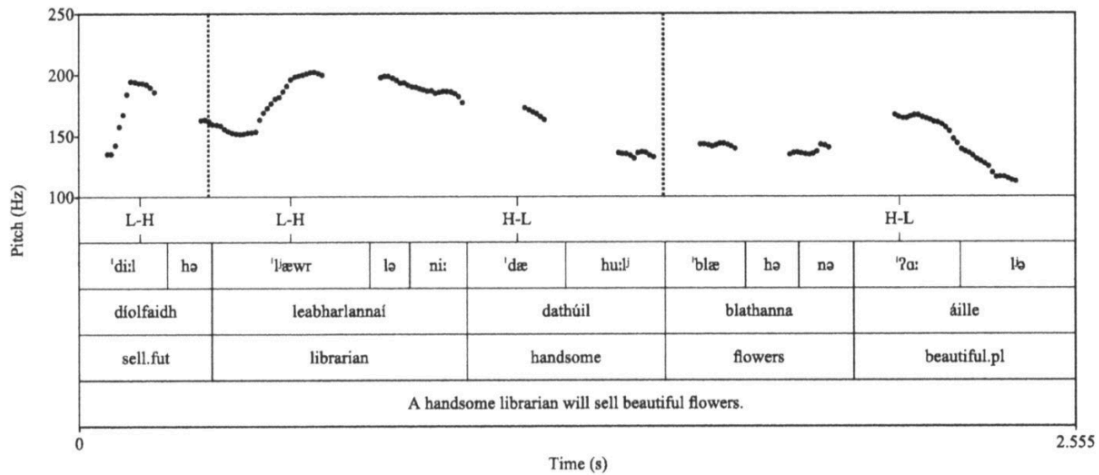 250
200
150
100
Pitch (Hz)
L-H L-H H-L H-L
ˈdiːl hə ˈlʲæwr lə niː ˈdæ huːlʲ ˈblæ hə nə ˈʔɑː lʲə
díolfaidh leabharlannaí dathúil blathanna áille
sell.fut librarian handsome flowers beautiful.pl
A handsome librarian will sell beautiful flowers.
0 2.555
Time (s)